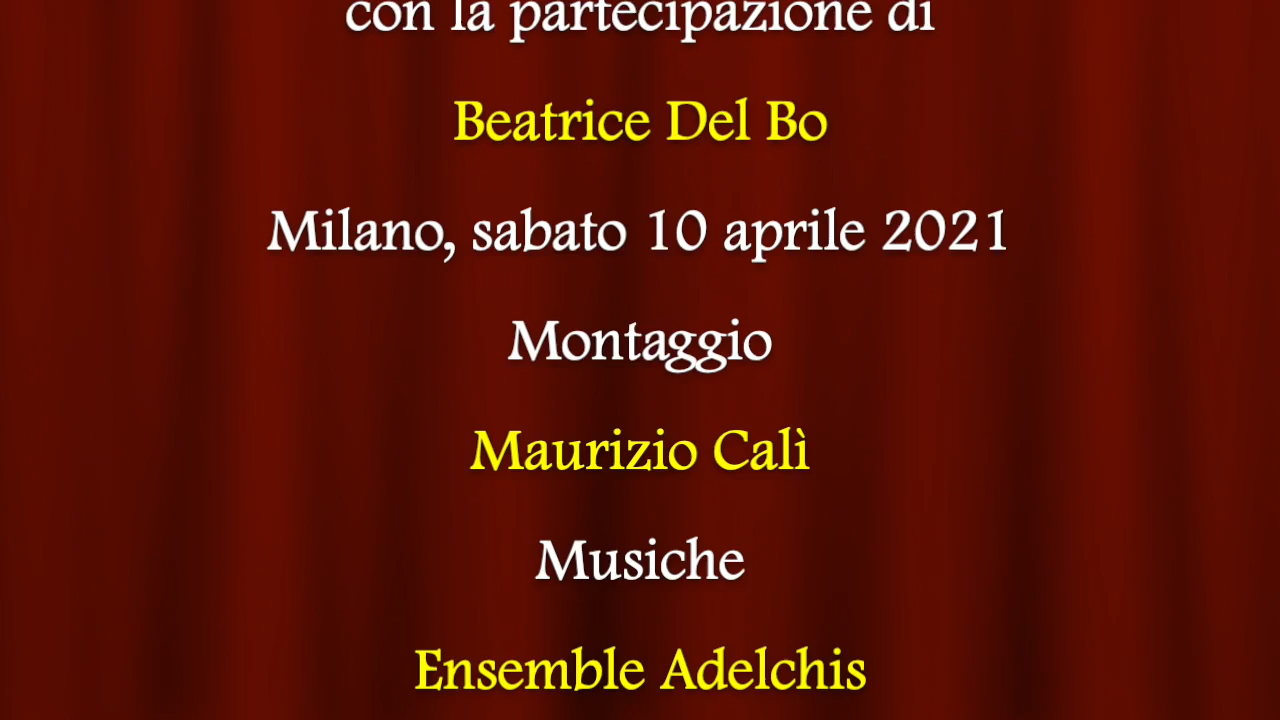 con la partecipazione di
Beatrice Del Bo
Milano, sabato 10 aprile 2021
Montaggio
Maurizio Calì
Musiche
Ensemble Adelchis